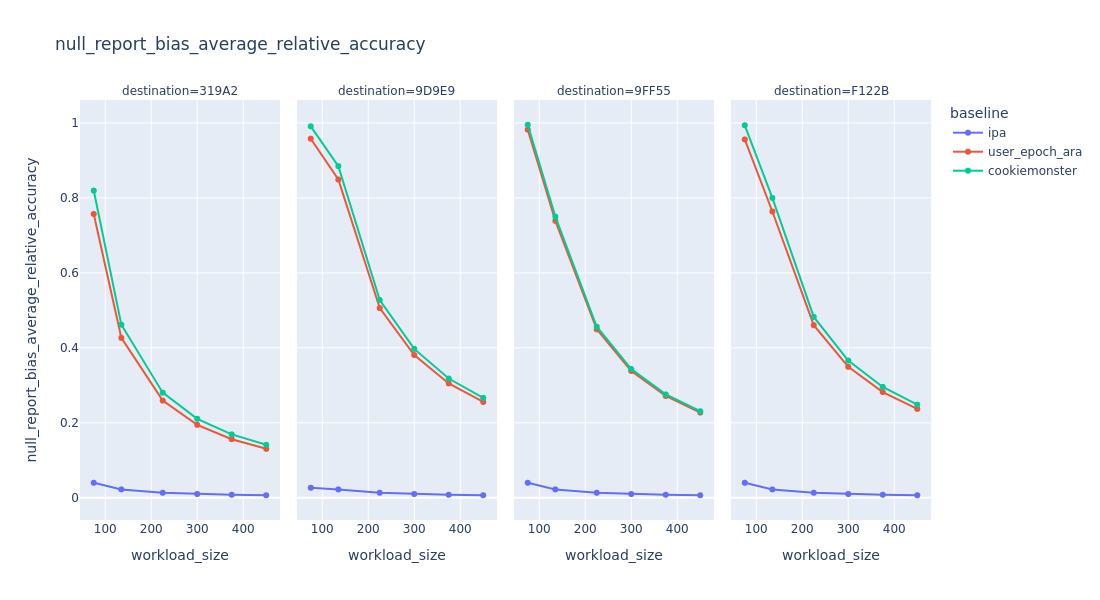 null_report_bias_average_relative_accuracy
destination=319A2
destination=9D9E9
destination=9FF55
destination=F122B
baseline
ipa
user_epoch_ara
cookiemonster
null_report_bias_average_relative_accuracy
1
0.8
0.6
0.4
0.2
0
100 200 300 400
100 200 300 400
100 200 300 400
100 200 300 400
workload_size
workload_size
workload_size
workload_size